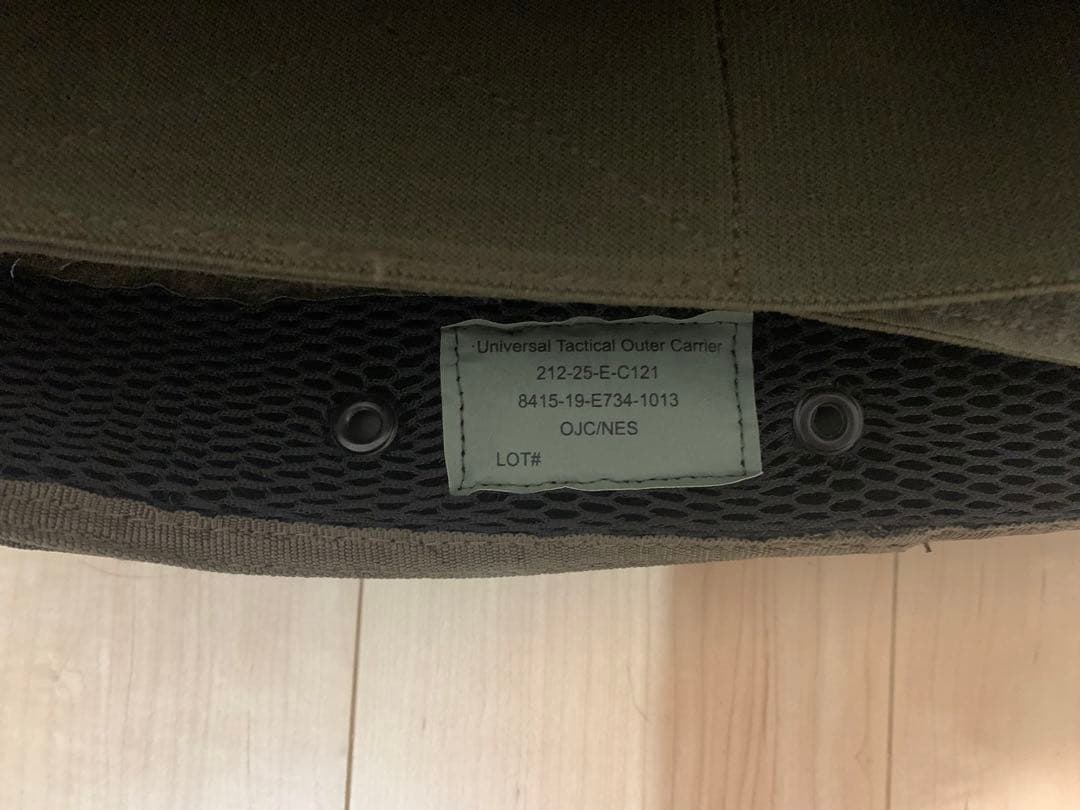 Universal Tactical Outer Carrier
212-25-E-C121
8415-19-E734-1013
OJC/NES
LOT#